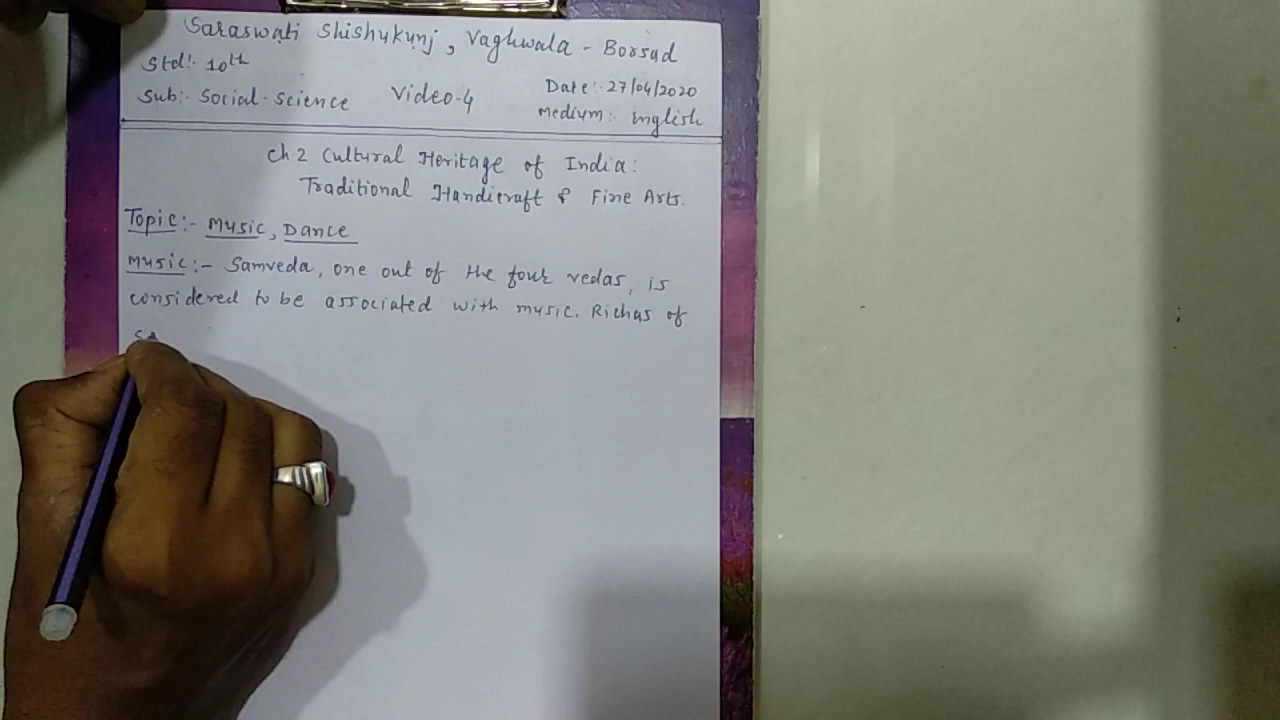 Saraswati Shishukunj, Vaghwala - Borsad
Std:- 10th
Sub:- Social-Science Video-4 Date:- 27/04/2020
Medium:- English
Ch 2 Cultural Heritage of India:
Traditional Handicraft & Fine Arts.
Topic:- Music, Dance
Music:- Samveda, one out of the four vedas, is
considered to be associated with music. Richas of
sa